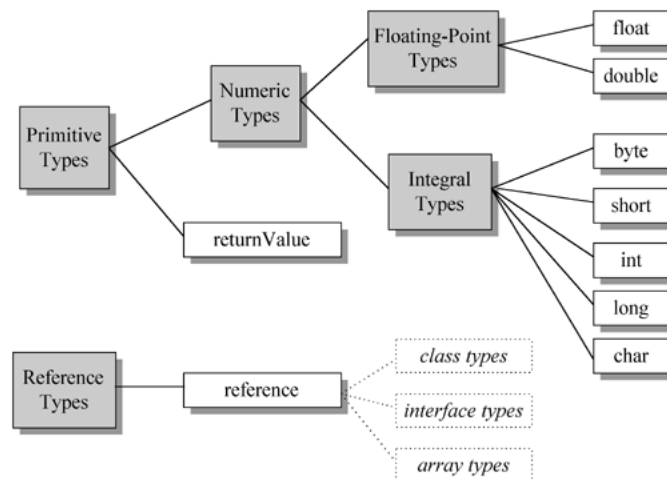 Primitive
Types
Numeric
Types
Floating-Point
Types
float
double
Integral
Types
byte
short
int
long
char
returnValue
Reference
Types
reference
class types
interface types
array types